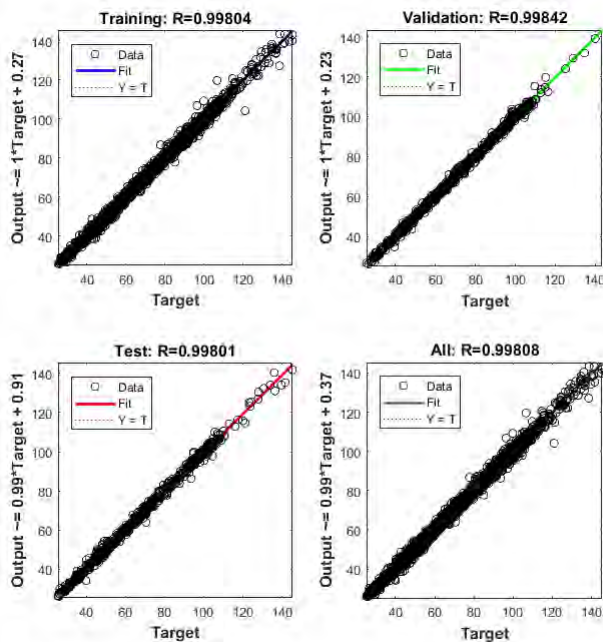 Training: R=0.99804
Output ~= 1*Target + 0.27
140
120
100
80
60
40
Data
Fit
Y = T
40 60 80 100 120 140
Target
Validation: R=0.99842
Output ~= 1*Target + 0.23
140
120
100
80
60
40
Data
Fit
Y = T
40 60 80 100 120 140
Target
Test: R=0.99801
Output ~= 0.99*Target + 0.91
140
120
100
80
60
40
Data
Fit
Y = T
40 60 80 100 120 140
Target
All: R=0.99808
Output ~= 0.99*Target + 0.37
140
120
100
80
60
40
Data
Fit
Y = T
40 60 80 100 120 140
Target